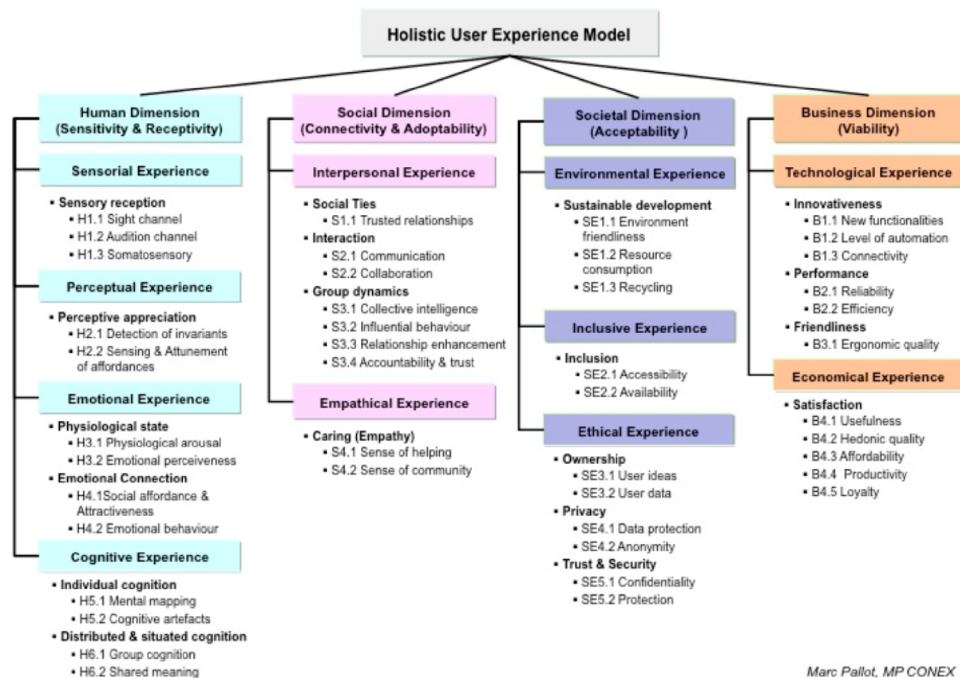 Holistic User Experience Model
Human Dimension
(Sensitivity & Receptivity)
Sensorial Experience
▪ Sensory reception
▪ H1.1 Sight channel
▪ H1.2 Audition channel
▪ H1.3 Somatosensory
Perceptual Experience
▪ Perceptive appreciation
▪ H2.1 Detection of invariants
▪ H2.2 Sensing & Attunement
of affordances
Emotional Experience
▪ Physiological state
▪ H3.1 Physiological arousal
▪ H3.2 Emotional perceiveness
▪ Emotional Connection
▪ H4.1Social affordance &
Attractiveness
▪ H4.2 Emotional behaviour
Cognitive Experience
▪ Individual cognition
▪ H5.1 Mental mapping
▪ H5.2 Cognitive artefacts
▪ Distributed & situated cognition
▪ H6.1 Group cognition
▪ H6.2 Shared meaning
Social Dimension
(Connectivity & Adoptability)
Interpersonal Experience
▪ Social Ties
▪ S1.1 Trusted relationships
▪ Interaction
▪ S2.1 Communication
▪ S2.2 Collaboration
▪ Group dynamics
▪ S3.1 Collective intelligence
▪ S3.2 Influential behaviour
▪ S3.3 Relationship enhancement
▪ S3.4 Accountability & trust
Empathical Experience
▪ Caring (Empathy)
▪ S4.1 Sense of helping
▪ S4.2 Sense of community
Societal Dimension
(Acceptability )
Environmental Experience
▪ Sustainable development
▪ SE1.1 Environment
friendliness
▪ SE1.2 Resource
consumption
▪ SE1.3 Recycling
Inclusive Experience
▪ Inclusion
▪ SE2.1 Accessibility
▪ SE2.2 Availability
Ethical Experience
▪ Ownership
▪ SE3.1 User ideas
▪ SE3.2 User data
▪ Privacy
▪ SE4.1 Data protection
▪ SE4.2 Anonymity
▪ Trust & Security
▪ SE5.1 Confidentiality
▪ SE5.2 Protection
Business Dimension
(Viability)
Technological Experience
▪ Innovativeness
▪ B1.1 New functionalities
▪ B1.2 Level of automation
▪ B1.3 Connectivity
▪ Performance
▪ B2.1 Reliability
▪ B2.2 Efficiency
▪ Friendliness
▪ B3.1 Ergonomic quality
Economical Experience
▪ Satisfaction
▪ B4.1 Usefulness
▪ B4.2 Hedonic quality
▪ B4.3 Affordability
▪ B4.4 Productivity
▪ B4.5 Loyalty
Marc Pallot, MP CONEX